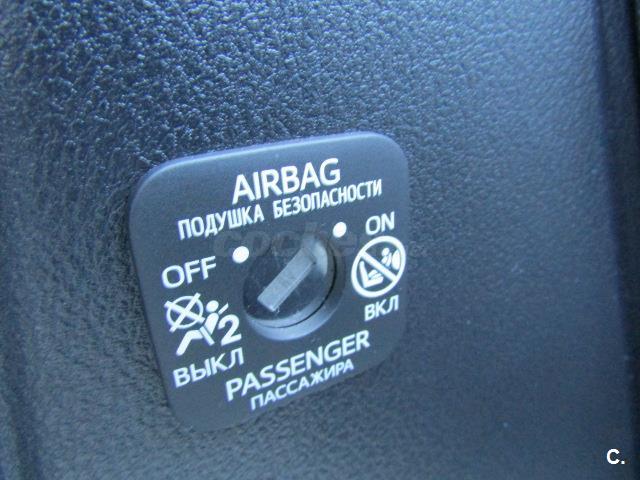 AIRBAG
ПОДУШКА БЕЗОПАСНОСТИ
OFF
ON
2
ВЫКЛ
ВКЛ
PASSENGER
ПАССАЖИРА
C.